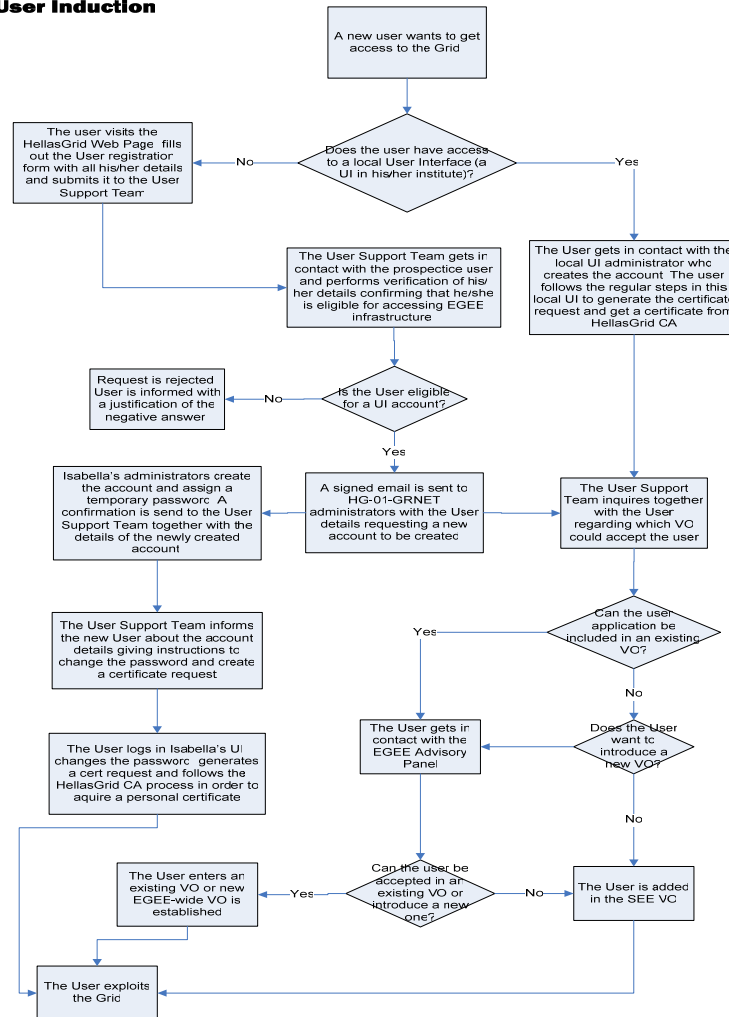 User Induction
A new user wants to get
access to the Grid
Does the user have access
to a local User Interface (a
UI in his/her institute)?
No
Yes
The user visits the
HellasGrid Web Page fills
out the User registration
form with all his/her details
and submits it to the User
Support Team
The User Support Team gets in
contact with the prospectice user
and performs verification of his/
her details confirming that he/she
is eligible for accessing EGEE
infrastructure
The User gets in contact with the
local UI administrator who
creates the account The user
follows the regular steps in this
local UI to generate the certificate
request and get a certificate from
HellasGrid CA
Is the User eligible
for a UI account?
No
Request is rejected
User is informed with
a justification of the
negative answer
Yes
Isabella's administrators create
the account and assign a
temporary password A
confirmation is send to the User
Support Team together with the
details of the newly created
account
A signed email is sent to
HG-01-GRNET
administrators with the User
details requesting a new
account to be created
The User Support
Team inquires together
with the User
regarding which VO
could accept the user
The User Support Team informs
the new User about the account
details giving instructions to
change the password and create
a certificate request
Can the user
application be
included in an existing
VO?
Yes
No
The User logs in Isabella's UI
changes the password generates
a cert request and follows the
HellasGrid CA process in order to
aquire a personal certificate
The User gets in
contact with the
EGEE Advisory
Panel
Does the User
want to
introduce a
new VO?
No
The User enters an
existing VO or new
EGEE-wide VO is
established
Yes
Can the user be
accepted in an
existing VO or
introduce a new
one?
No
The User is added
in the SEE VO
The User exploits
the Grid